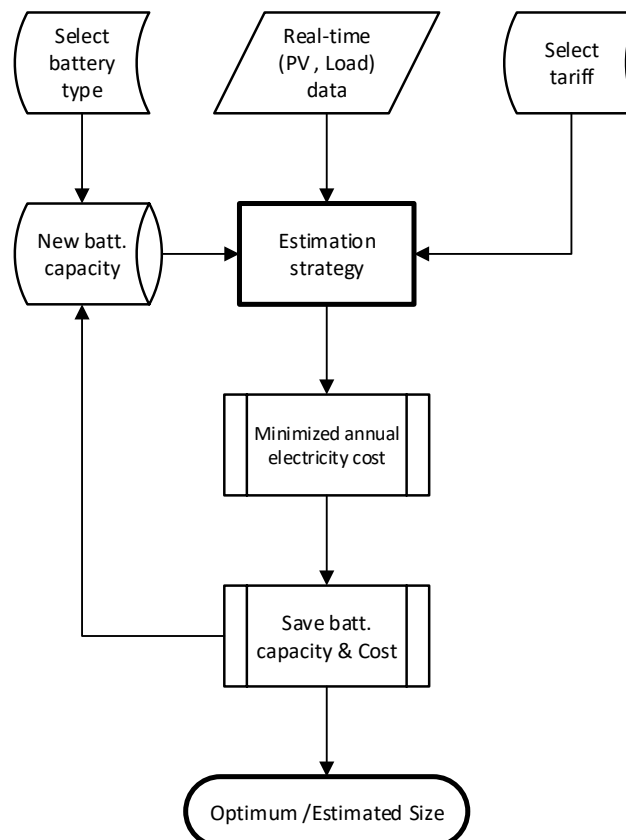 Select
battery
type
Real-time
(PV , Load)
data
Select
tariff
New batt.
capacity
Estimation
strategy
Minimized annual
electricity cost
Save batt.
capacity & Cost
Optimum /Estimated Size